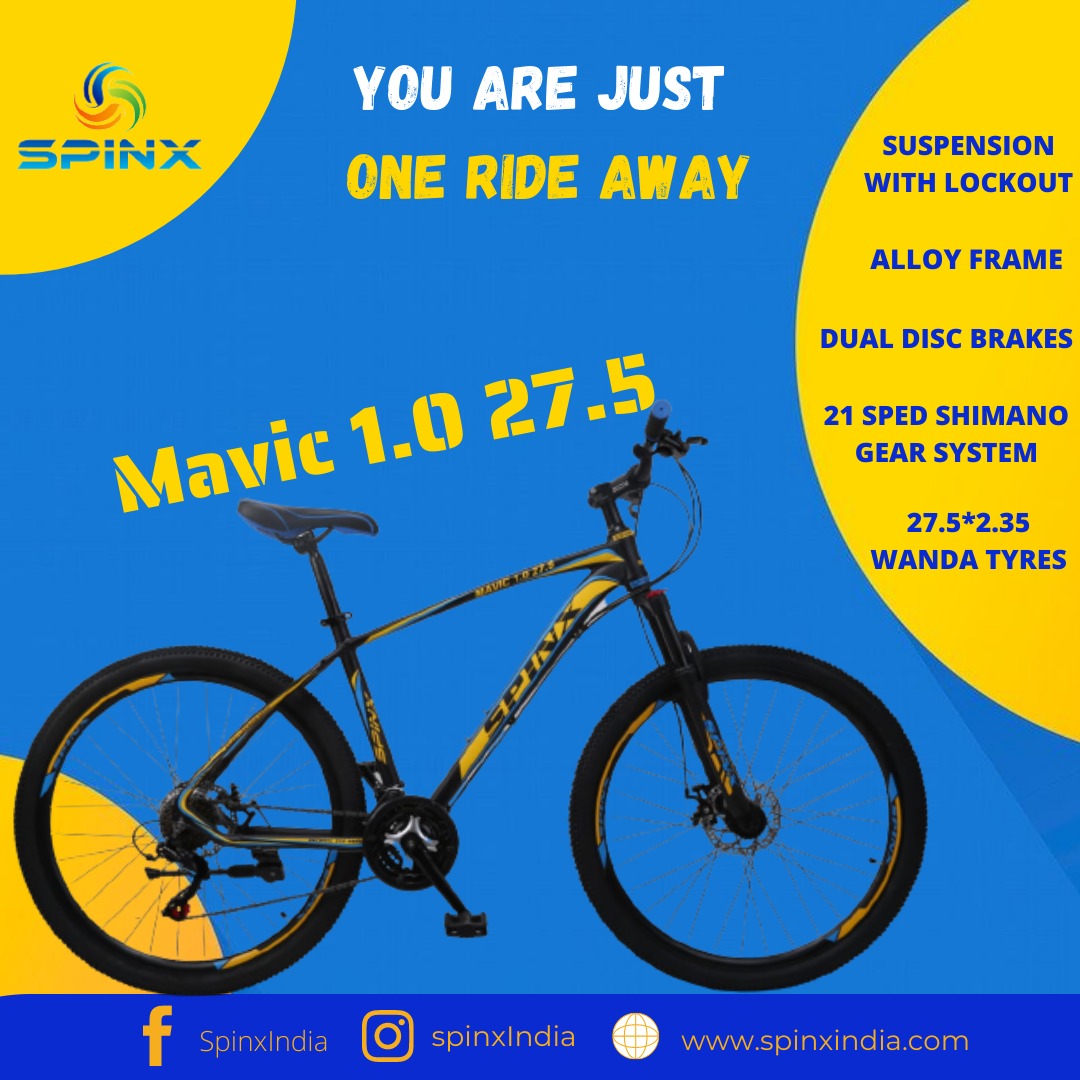 SPINX
YOU ARE JUST
ONE RIDE AWAY
SUSPENSION
WITH LOCKOUT
ALLOY FRAME
DUAL DISC BRAKES
21 SPED SHIMANO
GEAR SYSTEM
27.5*2.35
WANDA TYRES
Mavic 1.0 27.5
MAVIC 1.0 27.5
SPINX
SPINX
SpinxIndia
spinxIndia
www.spinxindia.com